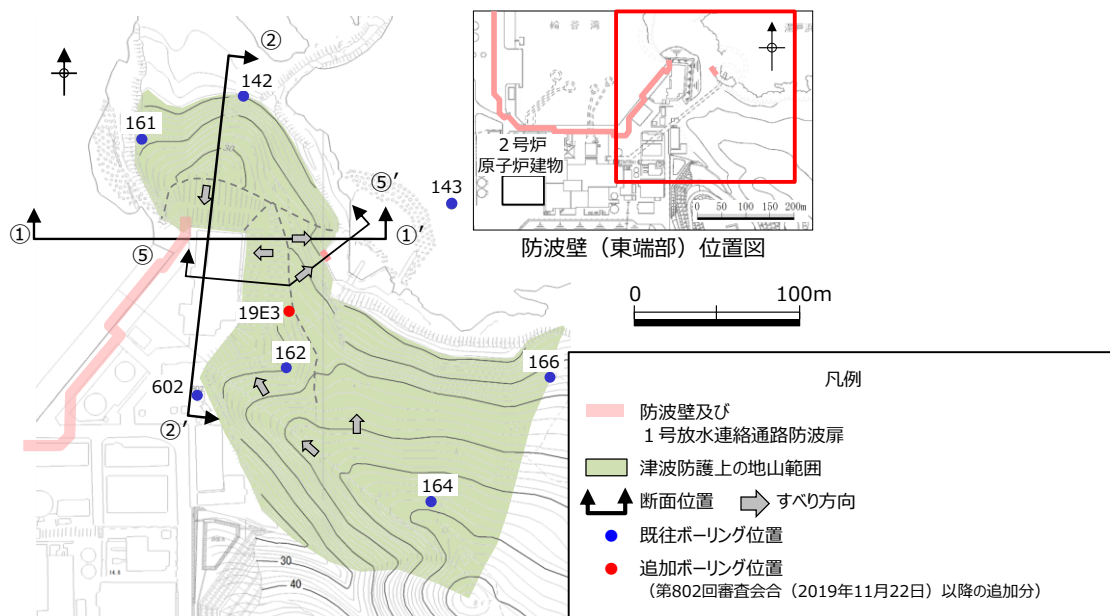 ②
142
161
30
⑤'
143
①
①'
⑤
19E3
162
166
602
②'
164
30
40
輪谷湾
2号炉
原子炉建物
0 50 100 150 200m
防波壁（東端部）位置図
0 100m
凡例
防波壁及び
1号放水連絡通路防波扉
津波防護上の地山範囲
断面位置
すべり方向
既往ボーリング位置
追加ボーリング位置
（第802回審査会合（2019年11月22日）以降の追加分）